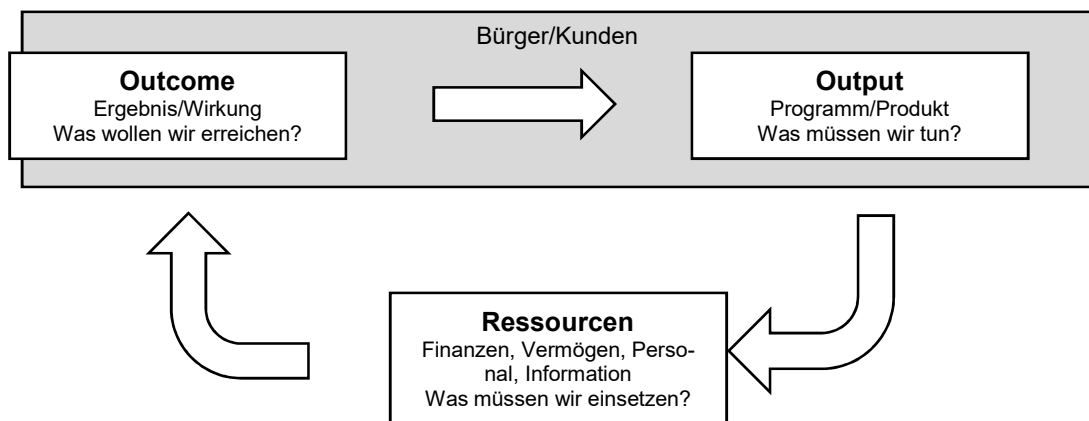 Bürger/Kunden
Outcome
Ergebnis/Wirkung
Was wollen wir erreichen?
Output
Programm/Produkt
Was müssen wir tun?
Ressourcen
Finanzen, Vermögen, Perso-
nal, Information
Was müssen wir einsetzen?